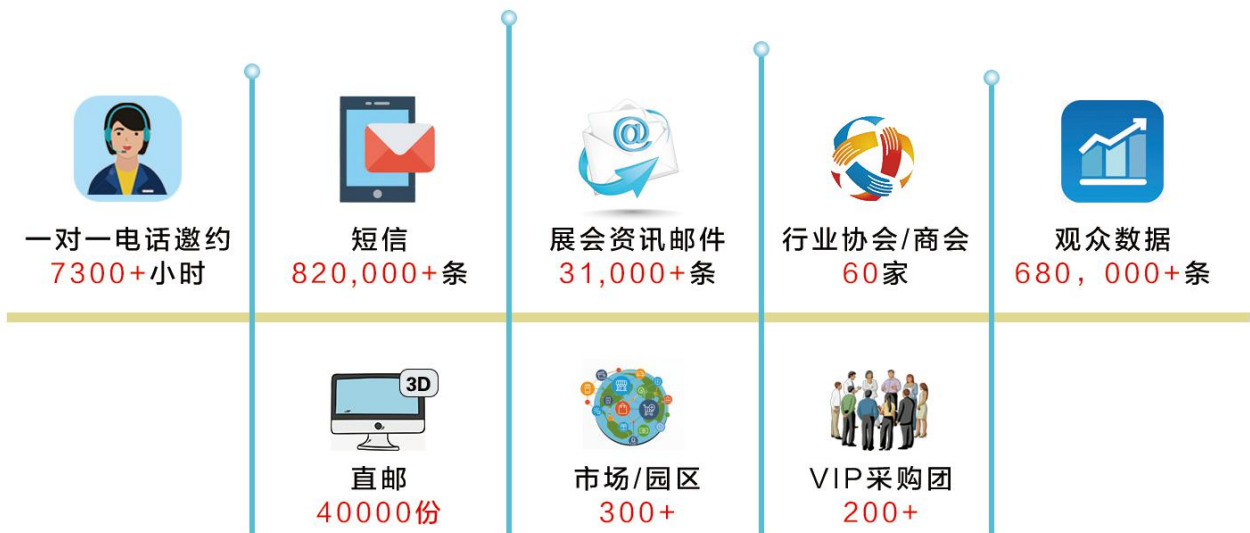 一对一电话邀约
7300+小时
短信
820,000+条
@
展会资讯邮件
31,000+条
行业协会/商会
60家
观众数据
680，000+条
3D
直邮
40000份
市场/园区
300+
VIP采购团
200+